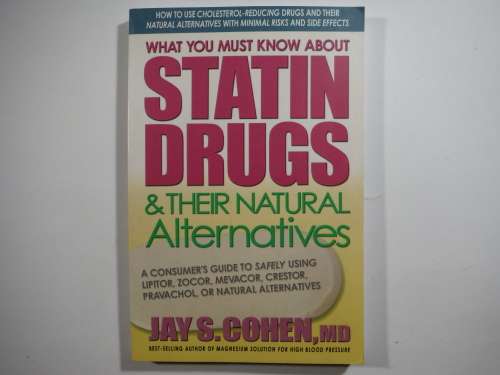 HOW TO USE CHOLESTEROL-REDUCING DRUGS AND THEIR
NATURAL ALTERNATIVES WITH MINIMAL RISKS AND SIDE EFFECTS
WHAT YOU MUST KNOW ABOUT
STATIN
DRUGS
& THEIR NATURAL
Alternatives
A CONSUMER'S GUIDE TO SAFELY USING
LIPITOR, ZOCOR, MEVACOR, CRESTOR,
PRAVACHOL, OR NATURAL ALTERNATIVES
JAY S. COHEN, MD
BEST-SELLING AUTHOR OF MAGNESIUM SOLUTION FOR HIGH BLOOD PRESSURE